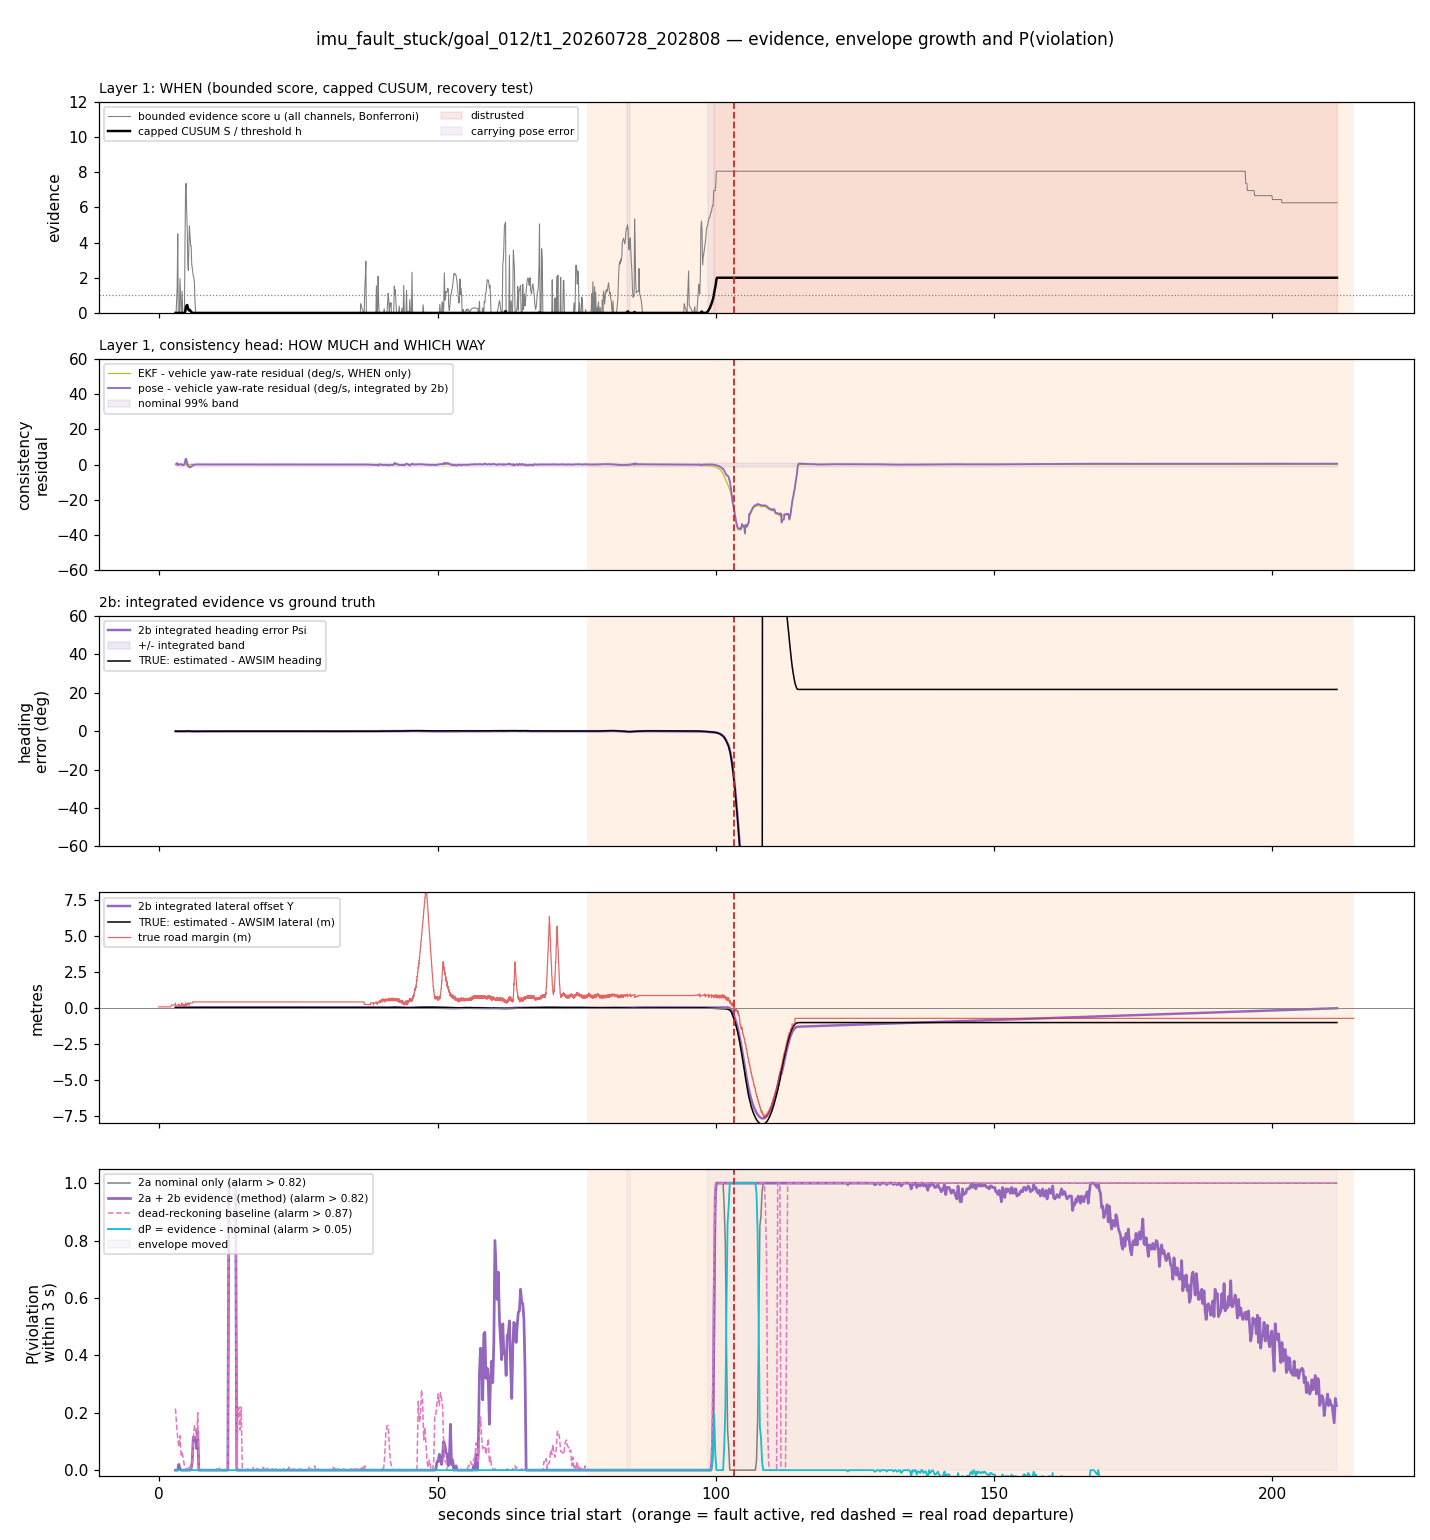 imu_fault_stuck/goal_012/t1_20260728_202808 — evidence, envelope growth and P(violation)
Layer 1: WHEN (bounded score, capped CUSUM, recovery test)
bounded evidence score u (all channels, Bonferroni)
capped CUSUM S / threshold h
distrusted
carrying pose error
evidence
12
10
8
6
4
2
0
Layer 1, consistency head: HOW MUCH and WHICH WAY
EKF - vehicle yaw-rate residual (deg/s, WHEN only)
pose - vehicle yaw-rate residual (deg/s, integrated by 2b)
nominal 99% band
consistency
residual
60
40
20
0
−20
−40
−60
2b: integrated evidence vs ground truth
2b integrated heading error Psi
+/- integrated band
TRUE: estimated - AWSIM heading
heading
error (deg)
60
40
20
0
−20
−40
−60
2b integrated lateral offset Y
TRUE: estimated - AWSIM lateral (m)
true road margin (m)
metres
7.5
5.0
2.5
0.0
−2.5
−5.0
−7.5
2a nominal only (alarm > 0.82)
2a + 2b evidence (method) (alarm > 0.82)
dead-reckoning baseline (alarm > 0.87)
dP = evidence - nominal (alarm > 0.05)
envelope moved
P(violation
within 3 s)
1.0
0.8
0.6
0.4
0.2
0.0
0 50 100 150 200
seconds since trial start  (orange = fault active, red dashed = real road departure)